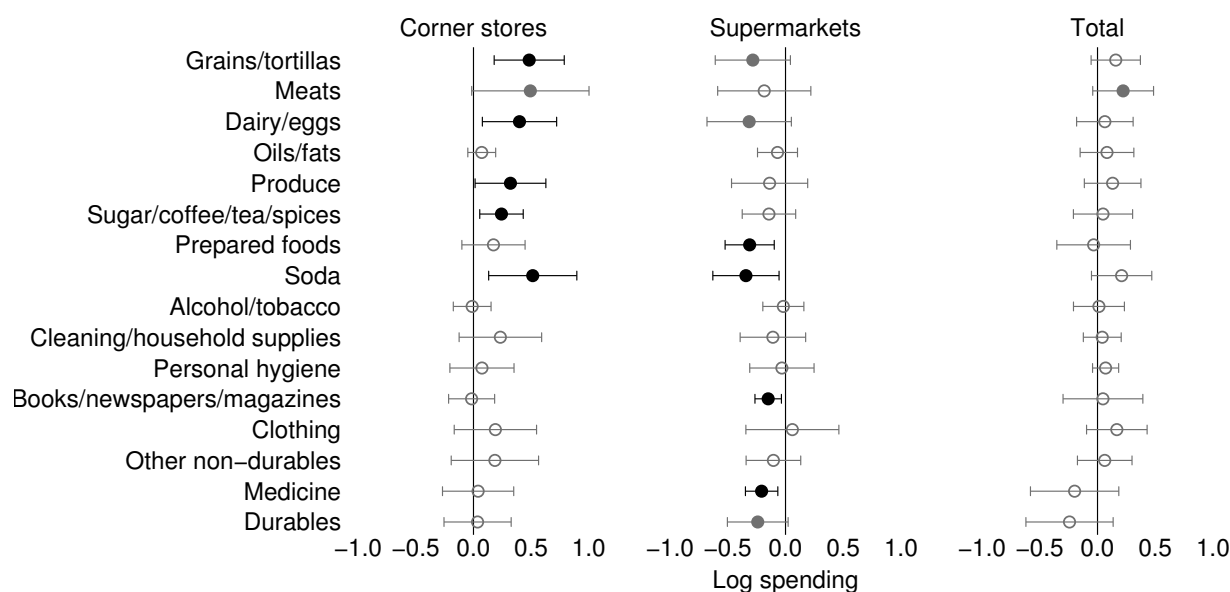 Corner stores Supermarkets Total
Grains/tortillas
Meats
Dairy/eggs
Oils/fats
Produce
Sugar/coffee/tea/spices
Prepared foods
Soda
Alcohol/tobacco
Cleaning/household supplies
Personal hygiene
Books/newspapers/magazines
Clothing
Other non−durables
Medicine
Durables
−1.0 −0.5 0.0 0.5 1.0 −1.0 −0.5 0.0 0.5 1.0 −1.0 −0.5 0.0 0.5 1.0
Log spending